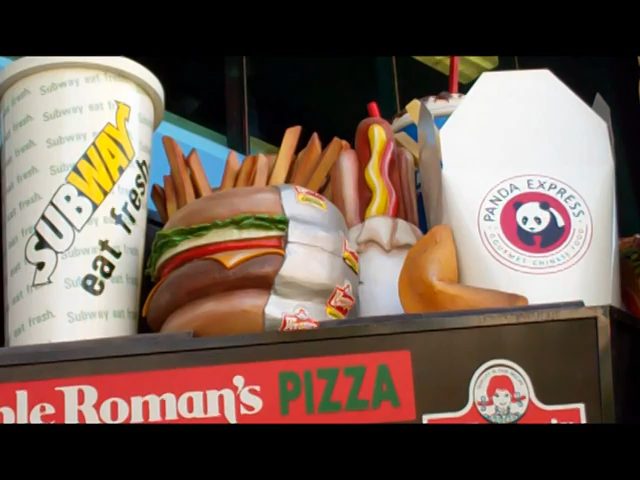 SUBWAY
eat fresh
Subway eat fresh.
PANDA EXPRESS
GOURMET CHINESE FOOD
ple Roman's PIZZA